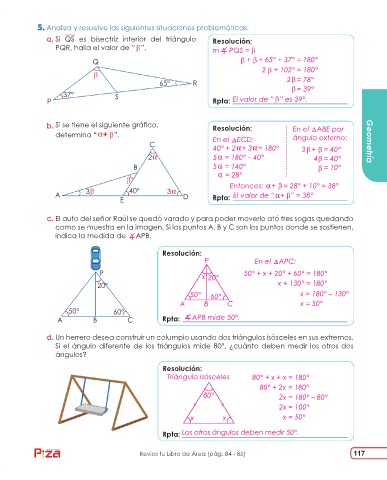 5. Analiza y resuelve las siguientes situaciones problemáticas.
a. Si QS es bisectriz interior del triángulo PQR, halla el valor de “β”.
Q
β
65° R
37°
P S
Resolución:
m∡PQS = β
β + β + 65° + 37° = 180°
2 β + 102° = 180°
2 β = 78°
β = 39°
Rpta: El valor de “β” es 39°.
b. Si se tiene el siguiente gráfico,
determina “α+ β”.
C
2α
B
β
A 3β 40° 3α D
E
Resolución:
En el △ECD:
40° + 2α + 3α = 180°
5α = 180° – 40°
5α = 140°
α = 28°
En el △ABE por
ángulo externo:
3β + β = 40°
4β = 40°
β = 10°
Entonces: α + β = 28° + 10° = 38°
Rpta: El valor de “α+ β” = 38°
Geometría
c. El auto del señor Raúl se quedó varado y para poder moverlo ató tres sogas quedando
como se muestra en la imagen. Si los puntos A, B y C son los puntos donde se sostienen,
indica la medida de ∡APB.
P
20°
50° 60°
A B C
Resolución:
P
x 20°
50° 60°
A B C
En el △APC:
50° + x + 20° + 60° = 180°
x + 130° = 180°
x = 180° – 130°
x = 50°
Rpta: ∡APB mide 50°.
d. Un herrero desea construir un columpio usando dos triángulos isósceles en sus extremos.
Si el ángulo diferente de los triángulos mide 80°, ¿cuánto deben medir los otros dos
ángulos?
Resolución:
Triángulo isósceles
80°
x x
80° + x + x = 180°
80° + 2x = 180°
2x = 180° – 80°
2x = 100°
x = 50°
Rpta: Los otros ángulos deben medir 50°.
Pizá
Revisa tu Libro de Área (pág. 84 - 85)
117